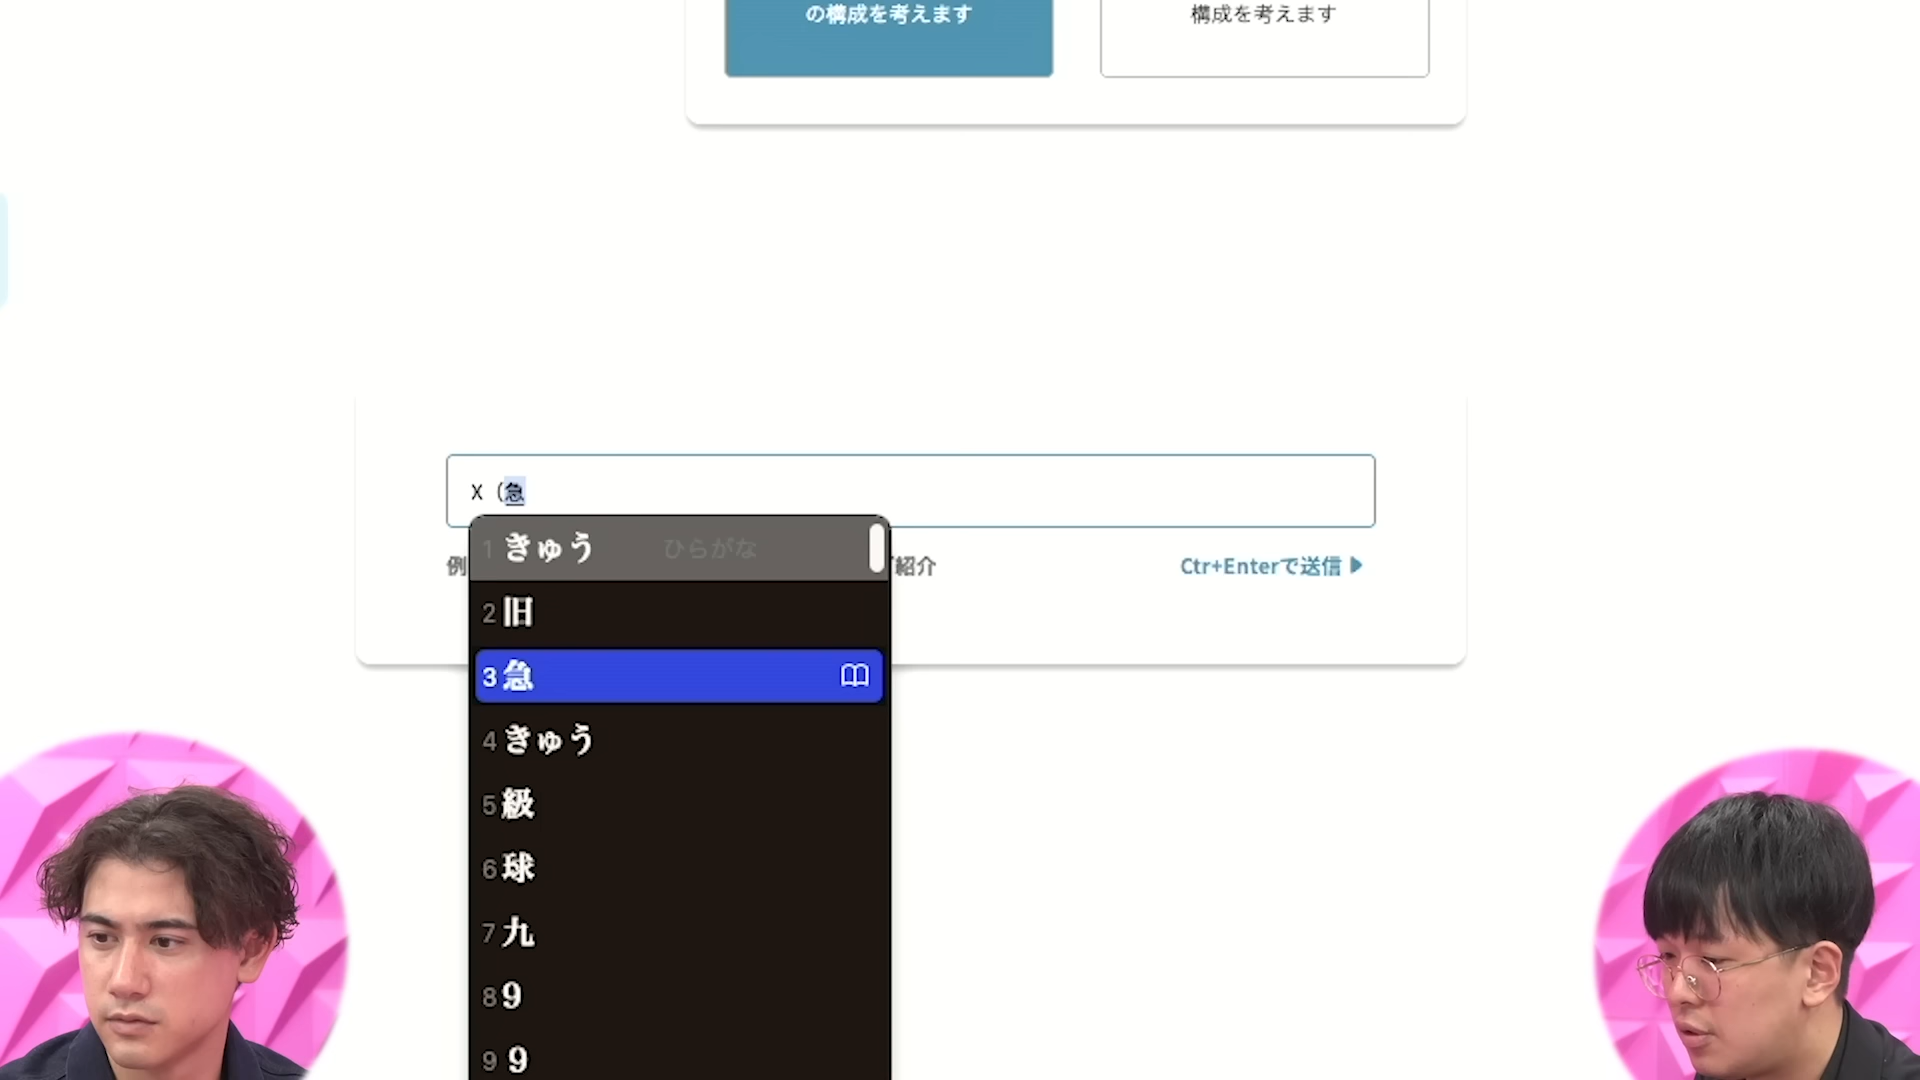 の構成を考えます
構成を考えます
X（急
例
紹介
Ctr+Enterで送信
1 きゅう ひらがな
2 旧
3 急
4 きゅう
5 級
6 球
7 九
8 9
9 ９